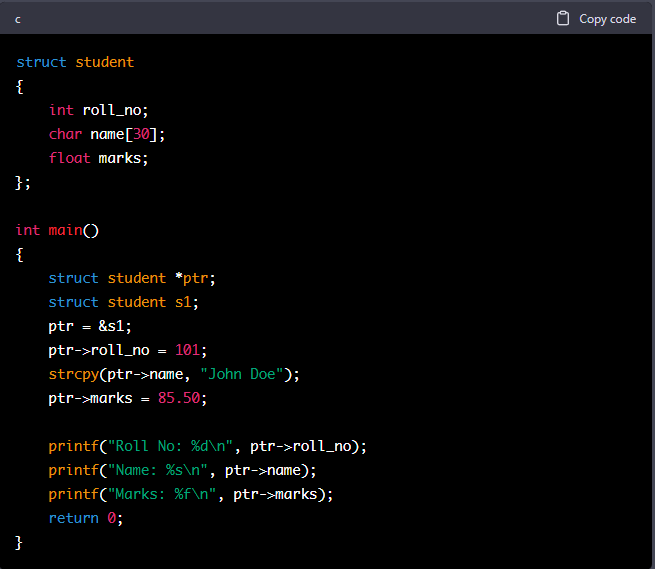 c
Copy code
struct student
{
    int roll_no;
    char name[30];
    float marks;
};

int main()
{
    struct student *ptr;
    struct student s1;
    ptr = &s1;
    ptr->roll_no = 101;
    strcpy(ptr->name, "John Doe");
    ptr->marks = 85.50;

    printf("Roll No: %d\n", ptr->roll_no);
    printf("Name: %s\n", ptr->name);
    printf("Marks: %f\n", ptr->marks);
    return 0;
}